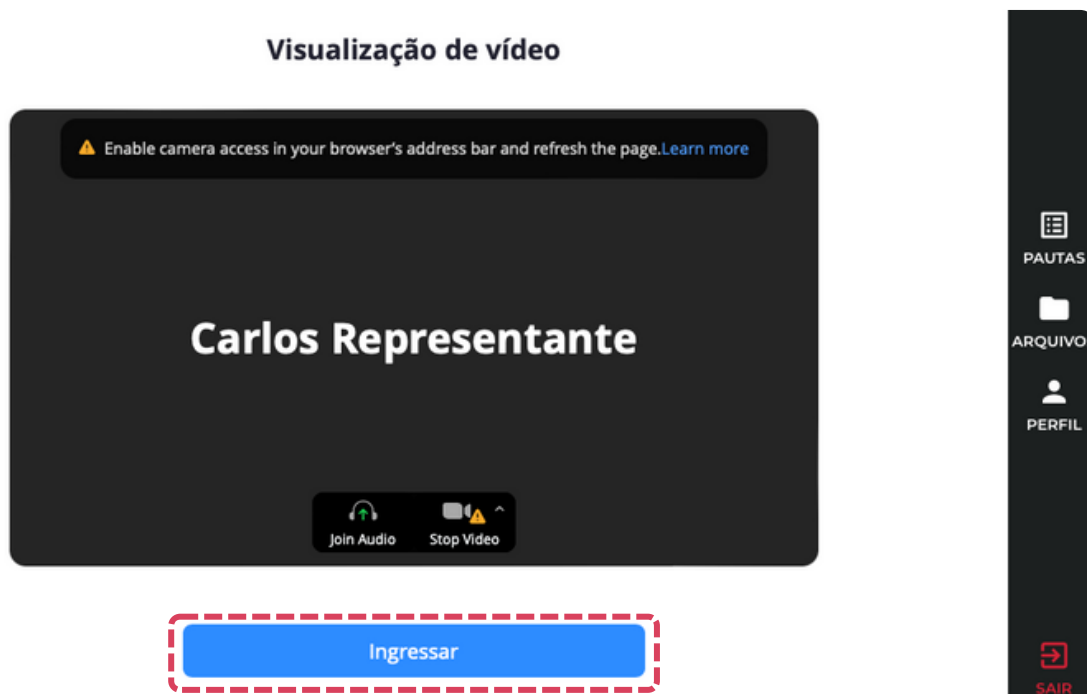 Visualização de vídeo
Enable camera access in your browser's address bar and refresh the page.Learn more
Carlos Representante
Join Audio
Stop Video
Ingressar
PAUTAS
ARQUIVO
PERFIL
SAIR